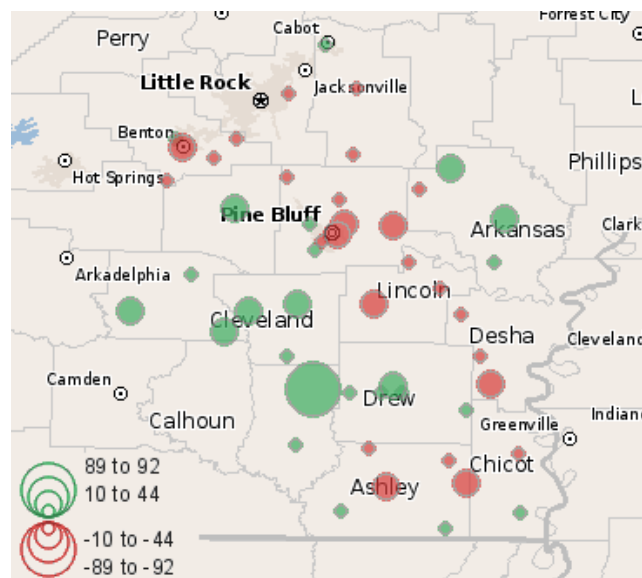 Forrest City
Cabot
Perry
Little Rock
Jacksonville
L
Benton
Phillips
Hot Springs
Pine Bluff
Arkansas
Clark
Arkadelphia
Lincoln
Cleveland
Desha
Cleveland
Camden
Drew
Calhoun
Greenville
Indian
Chicot
Ashley
89 to 92
10 to 44
-10 to -44
-89 to -92